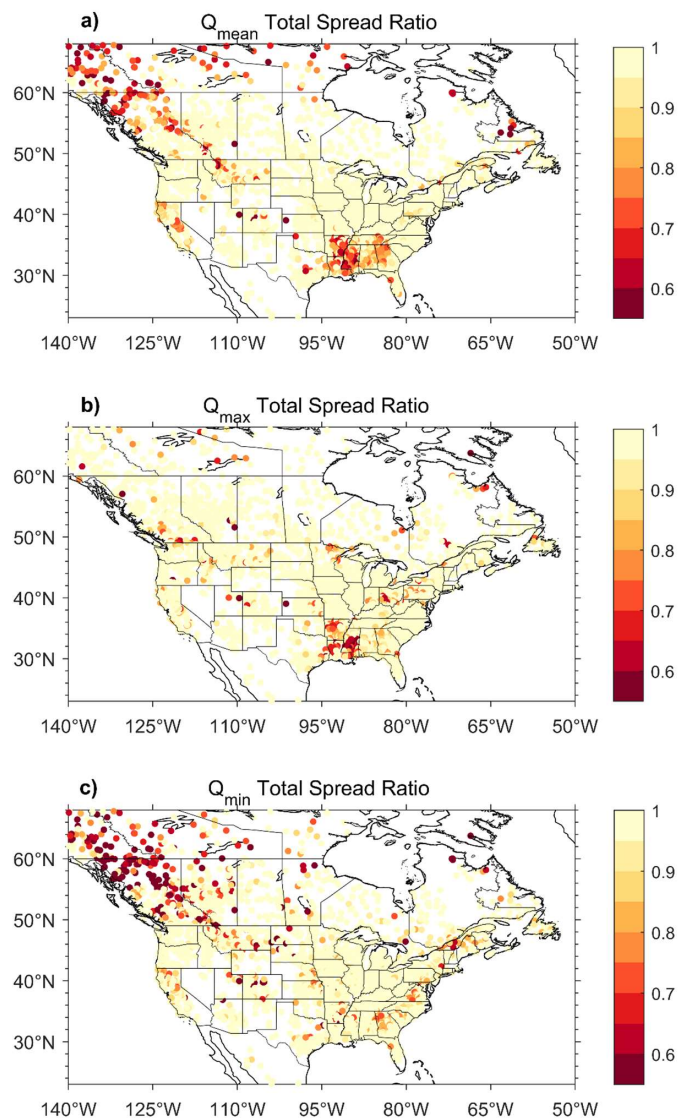 a) Q_mean Total Spread Ratio
60°N
50°N
40°N
30°N
140°W 125°W 110°W 95°W 80°W 65°W 50°W
1
0.9
0.8
0.7
0.6
b) Q_max Total Spread Ratio
60°N
50°N
40°N
30°N
140°W 125°W 110°W 95°W 80°W 65°W 50°W
1
0.9
0.8
0.7
0.6
c) Q_min Total Spread Ratio
60°N
50°N
40°N
30°N
140°W 125°W 110°W 95°W 80°W 65°W 50°W
1
0.9
0.8
0.7
0.6